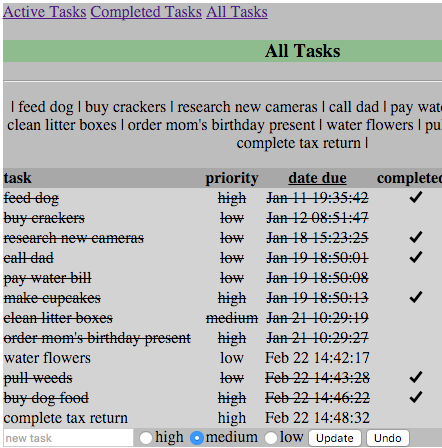 Active Tasks Completed Tasks All Tasks
All Tasks
| feed dog | buy crackers | research new cameras | call dad | pay
clean litter boxes | order mom's birthday present | water flowers |
complete tax return |
task priority date due completed
feed dog high Jan 11 19:35:42 ✓
buy crackers low Jan 12 08:51:47
research new cameras low Jan 18 15:23:25 ✓
call dad low Jan 19 18:50:01 ✓
pay water bill low Jan 19 18:50:08
make cupcakes high Jan 19 18:50:13 ✓
clean litter boxes medium Jan 21 10:29:19
order mom's birthday present high Jan 21 10:29:27
water flowers low Feb 22 14:42:17
pull weeds low Feb 22 14:43:28 ✓
buy dog food high Feb 22 14:46:22 ✓
complete tax return high Feb 22 14:48:32
new task high medium low Update Undo